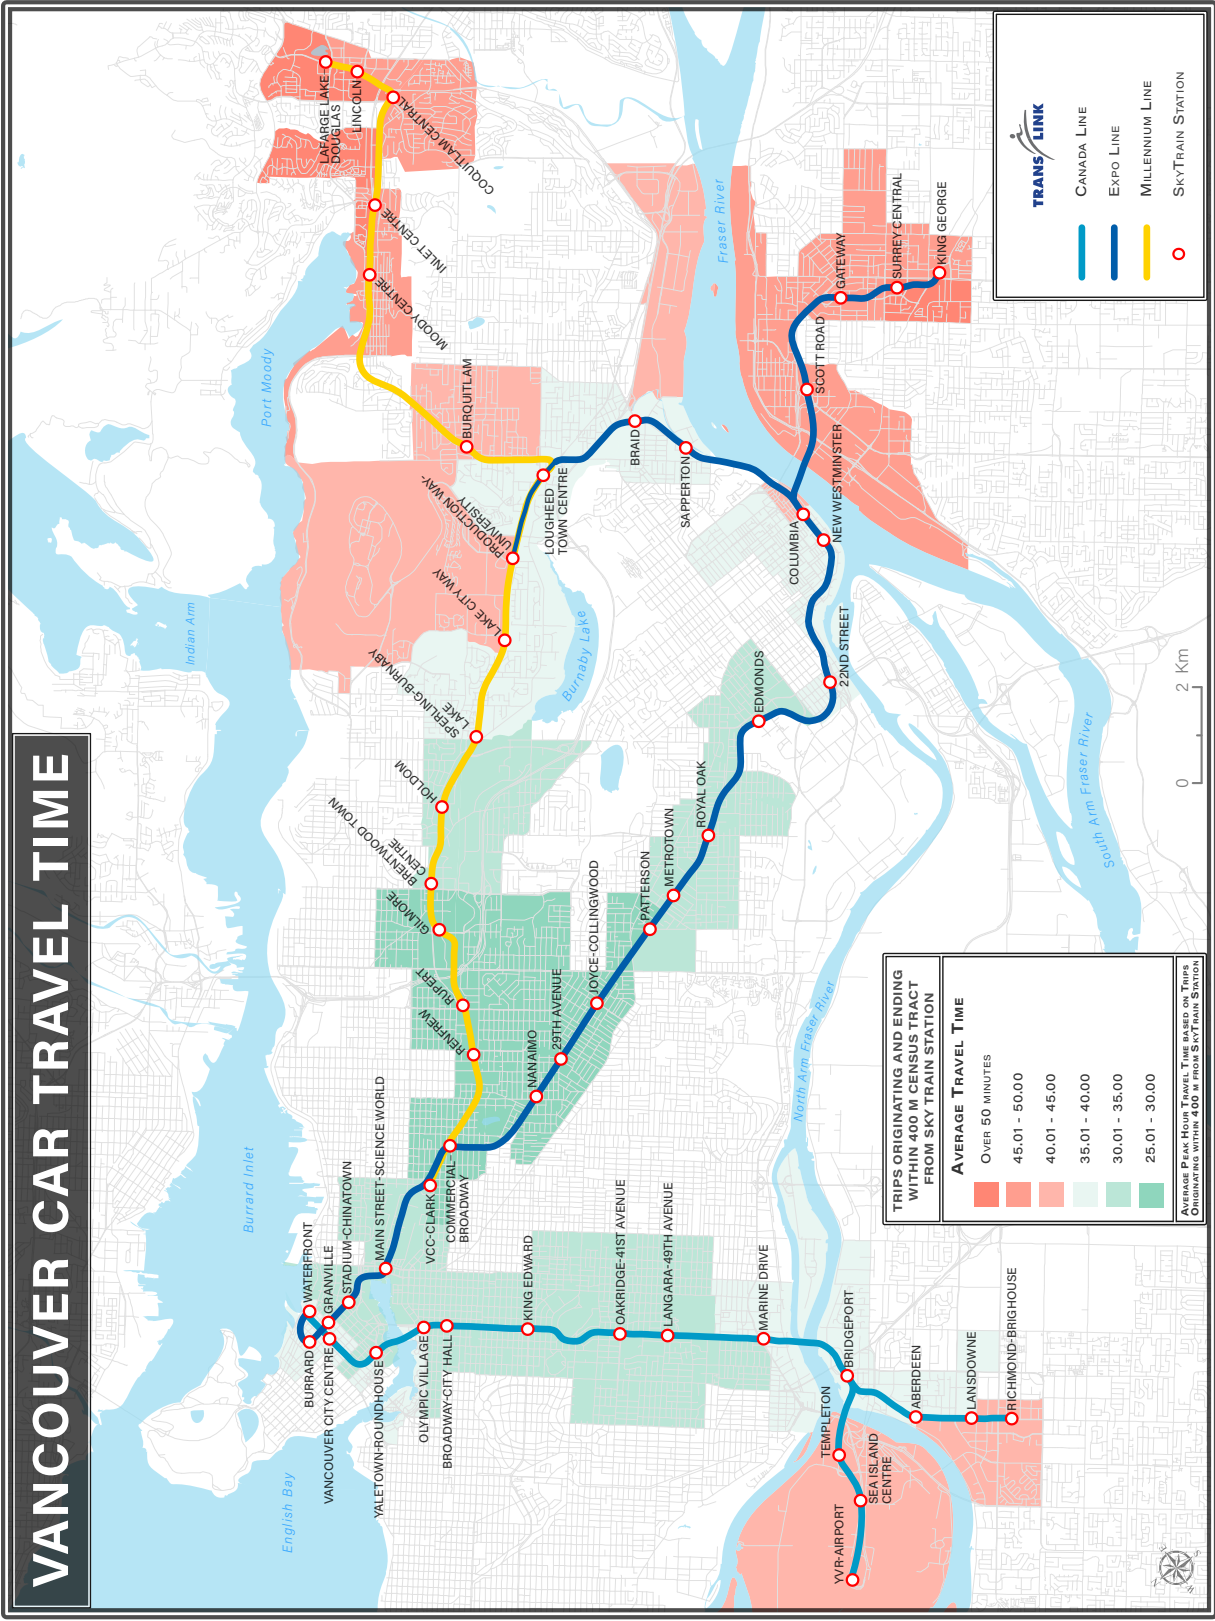 VANCOUVER CAR TRAVEL TIME
Indian Arm
Port Moody
Burrard Inlet
English Bay
Burnaby Lake
Fraser River
North Arm Fraser River
South Arm Fraser River
LAFARGE LAKE-
DOUGLAS
LINCOLN
COQUITLAM CENTRAL
INLET CENTRE
MOODY CENTRE
BURQUITLAM
LOUGHEED
TOWN CENTRE
PRODUCTION WAY-
UNIVERSITY
LAKE CITY WAY
SPERLING-BURNABY
LAKE
HOLDOM
BRENTWOOD TOWN
CENTRE
GILMORE
RUPERT
RENFREW
COMMERCIAL-
BROADWAY
VCC-CLARK
MAIN STREET-SCIENCE WORLD
STADIUM-CHINATOWN
GRANVILLE
WATERFRONT
BURRARD
VANCOUVER CITY CENTRE
YALETOWN-ROUNDHOUSE
OLYMPIC VILLAGE
BROADWAY-CITY HALL
KING EDWARD
OAKRIDGE-41ST AVENUE
LANGARA-49TH AVENUE
MARINE DRIVE
BRIDGEPORT
TEMPLETON
SEA ISLAND
CENTRE
YVR-AIRPORT
ABERDEEN
LANSDOWNE
RICHMOND-BRIGHOUSE
NANAIMO
29TH AVENUE
JOYCE-COLLINGWOOD
PATTERSON
METROTOWN
ROYAL OAK
EDMONDS
22ND STREET
NEW WESTMINSTER
COLUMBIA
SAPPERTON
BRAID
SCOTT ROAD
GATEWAY
SURREY CENTRAL
KING GEORGE
0 2 Km
TRIPS ORIGINATING AND ENDING
WITHIN 400 M CENSUS TRACT
FROM SKY TRAIN STATION
AVERAGE TRAVEL TIME
OVER 50 MINUTES
45.01 - 50.00
40.01 - 45.00
35.01 - 40.00
30.01 - 35.00
25.01 - 30.00
AVERAGE PEAK HOUR TRAVEL TIME BASED ON TRIPS
ORIGINATING WITHIN 400 M FROM SKYTRAIN STATION
TRANS LINK
CANADA LINE
EXPO LINE
MILLENNIUM LINE
SKYTRAIN STATION
N
E
S
W